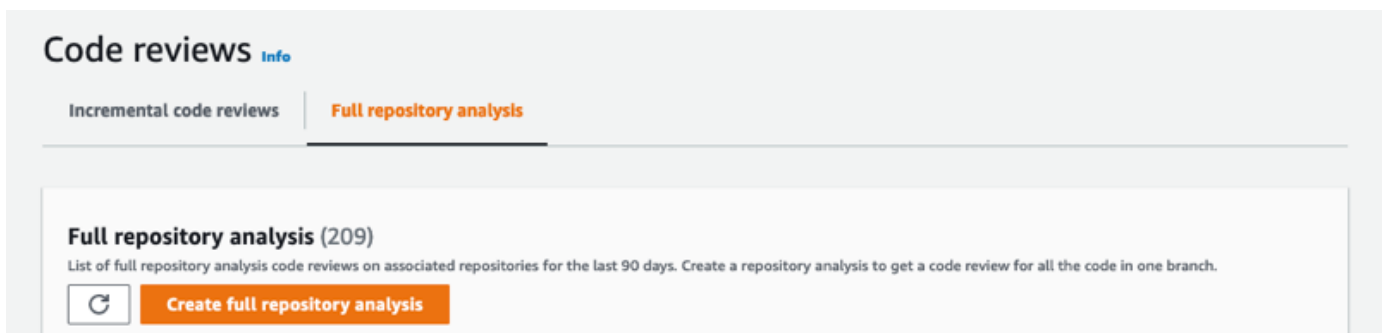 Code reviews Info
Incremental code reviews Full repository analysis
Full repository analysis (209)
List of full repository analysis code reviews on associated repositories for the last 90 days. Create a repository analysis to get a code review for all the code in one branch.
Create full repository analysis